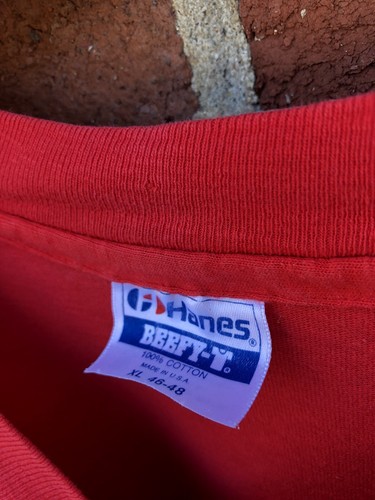 Hanes®
BEEFY-T®
100% COTTON
MADE IN U.S.A.
XL 46-48